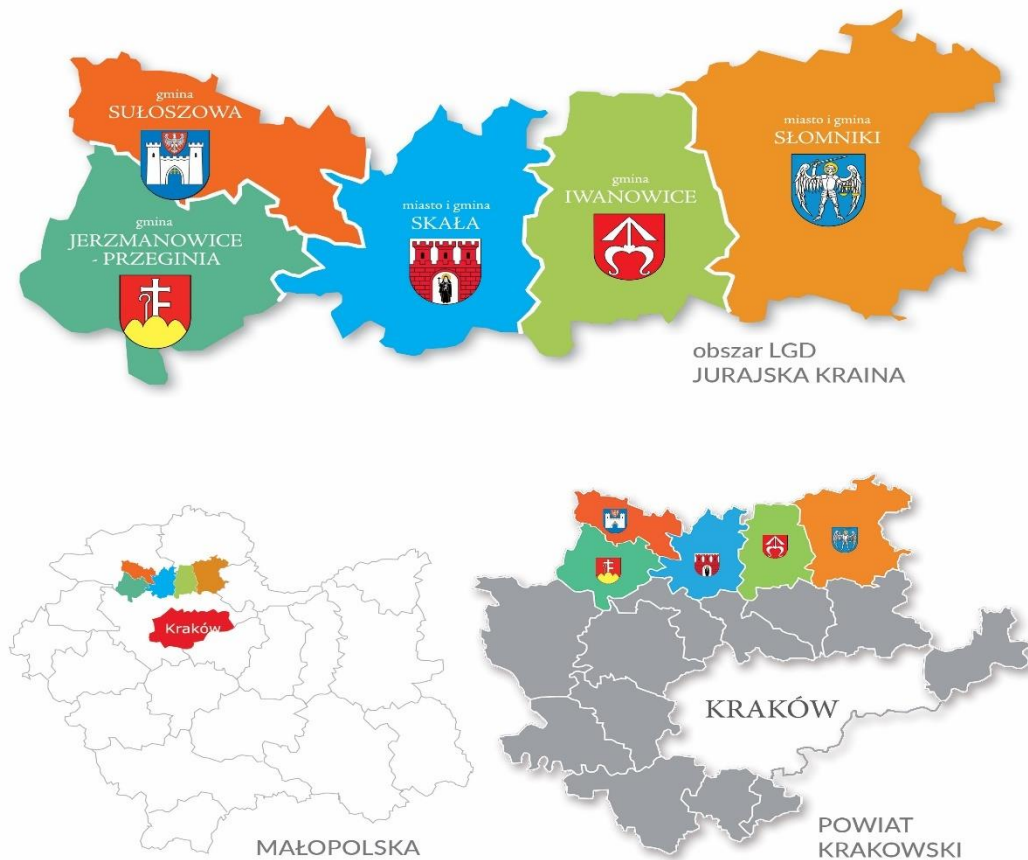 gmina
SUŁOSZOWA
gmina
JERZMANOWICE
- PRZEGINIA
miasto i gmina
SKAŁA
gmina
IWANOWICE
miasto i gmina
SŁOMNIKI
obszar LGD
JURAJSKA KRAINA
Kraków
MAŁOPOLSKA
KRAKÓW
POWIAT
KRAKOWSKI